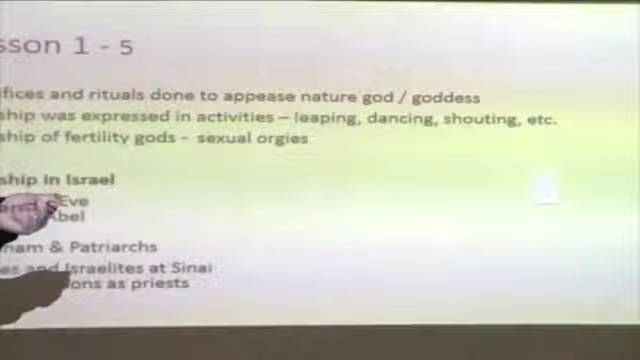 sson 1 - 5
ifices and rituals done to appease nature god / goddess
ship was expressed in activities – leaping, dancing, shouting, etc.
ship of fertility gods - sexual orgies
ship in Israel
Eve
Abel
ham & Patriarchs
es and Israelites at Sinai
ons as priests